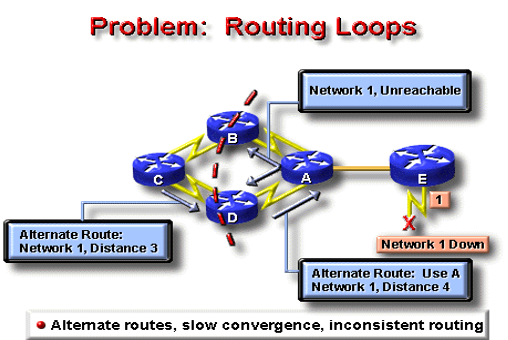 Problem: Routing Loops
Network 1, Unreachable
B
C
A
E
D
1
Alternate Route:
Network 1, Distance 3
Network 1 Down
X
Alternate Route: Use A
Network 1, Distance 4
Alternate routes, slow convergence, inconsistent routing